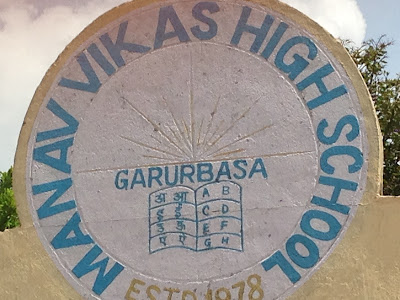 MANAV VIKAS HIGH SCHOOL
GARURBASA
अ आ A B
इ ई C D
उ ऊ E F
ए ऐ G H
ESTD 1978